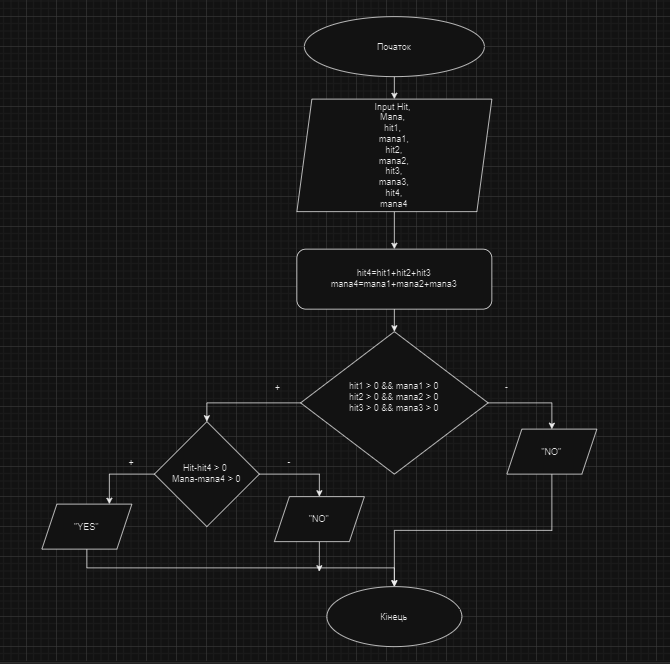 Початок
Input Hit,
Mana,
hit1,
mana1,
hit2,
mana2,
hit3,
mana3,
hit4,
mana4
hit4=hit1+hit2+hit3
mana4=mana1+mana2+mana3
+
-
hit1 > 0 && mana1 > 0
hit2 > 0 && mana2 > 0
hit3 > 0 && mana3 > 0
"NO"
+
-
Hit-hit4 > 0
Mana-mana4 > 0
"YES"
"NO"
Кінець